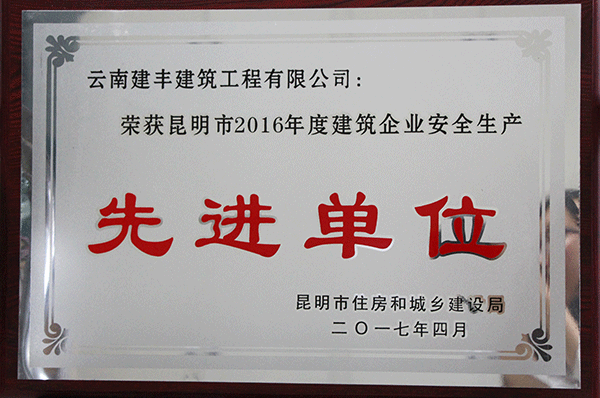 云南建丰建筑工程有限公司：
荣获昆明市2016年度建筑企业安全生产
先进单位
昆明市住房和城乡建设局
二〇一七年四月